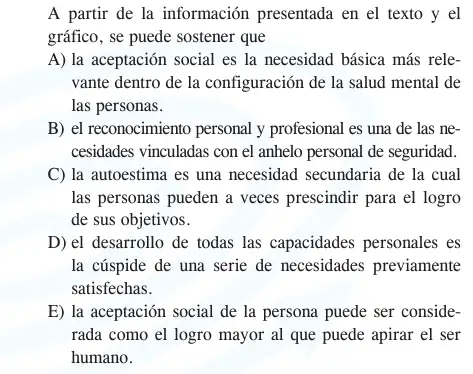 A partir de la información presentada en el texto y el
gráfico, se puede sostener que
A) la aceptación social es la necesidad básica más rele-
vante dentro de la configuración de la salud mental de
las personas.
B) el reconocimiento personal y profesional es una de las ne-
cesidades vinculadas con el anhelo personal de seguridad.
C) la autoestima es una necesidad secundaria de la cual
las personas pueden a veces prescindir para el logro
de sus objetivos.
D) el desarrollo de todas las capacidades personales es
la cúspide de una serie de necesidades previamente
satisfechas.
E) la aceptación social de la persona puede ser conside-
rada como el logro mayor al que puede apirar el ser
humano.